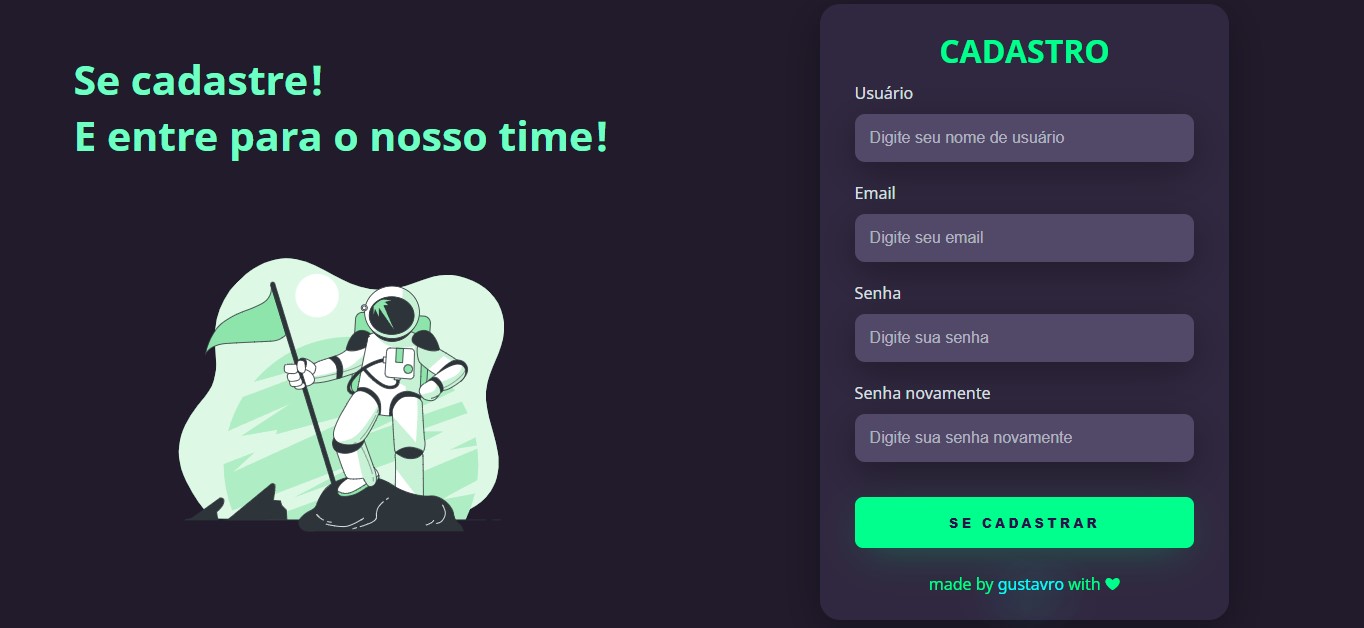 Se cadastre!
E entre para o nosso time!
CADASTRO
Usuário
Digite seu nome de usuário
Email
Digite seu email
Senha
Digite sua senha
Senha novamente
Digite sua senha novamente
SE CADASTRAR
made by gustavro with